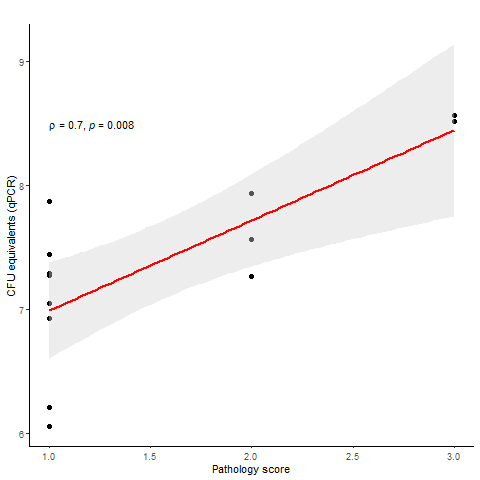 9
ρ = 0.7, p = 0.008
8
7
6
CFU equivalents (qPCR)
1.0 1.5 2.0 2.5 3.0
Pathology score